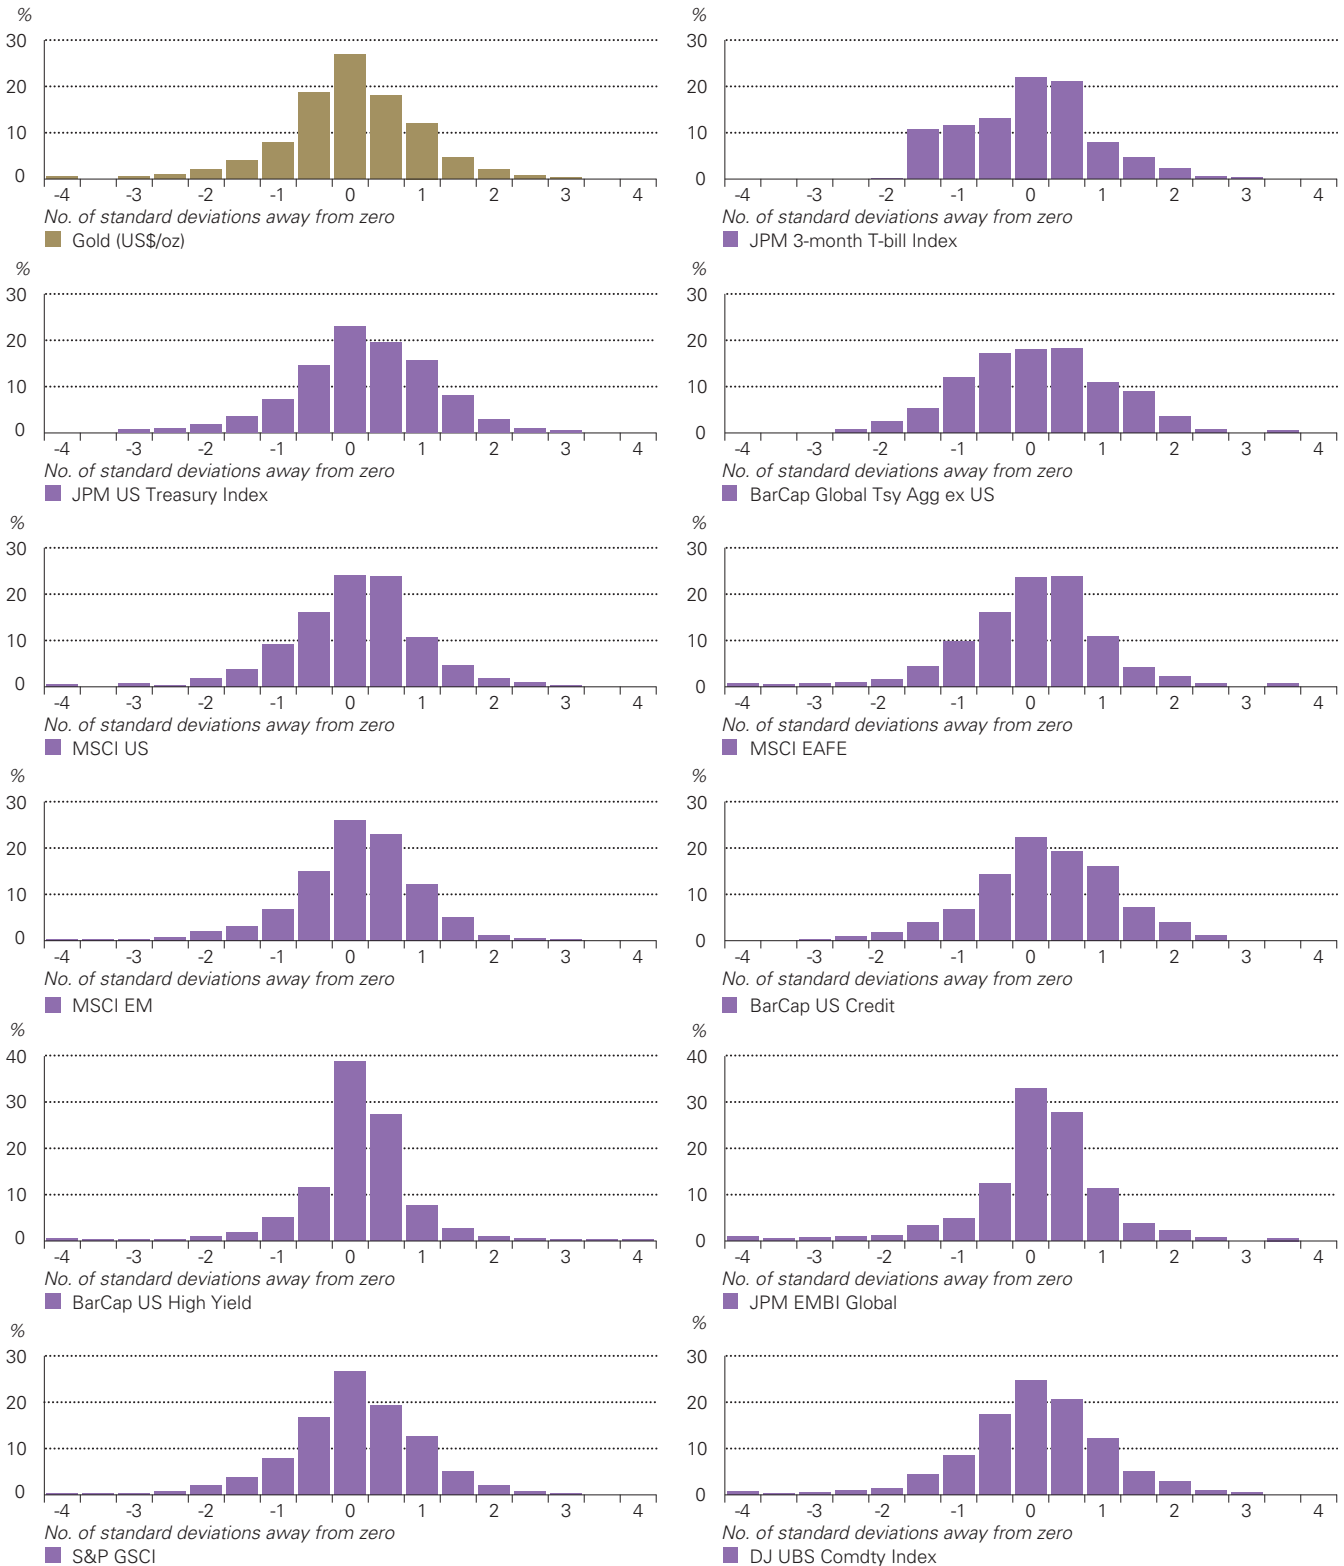 %
30
20
10
0
-4 -3 -2 -1 0 1 2 3 4
No. of standard deviations away from zero
Gold (US$/oz)
%
30
20
10
0
-4 -3 -2 -1 0 1 2 3 4
No. of standard deviations away from zero
JPM 3-month T-bill Index
%
30
20
10
0
-4 -3 -2 -1 0 1 2 3 4
No. of standard deviations away from zero
JPM US Treasury Index
%
30
20
10
0
-4 -3 -2 -1 0 1 2 3 4
No. of standard deviations away from zero
BarCap Global Tsy Agg ex US
%
30
20
10
0
-4 -3 -2 -1 0 1 2 3 4
No. of standard deviations away from zero
MSCI US
%
30
20
10
0
-4 -3 -2 -1 0 1 2 3 4
No. of standard deviations away from zero
MSCI EAFE
%
30
20
10
0
-4 -3 -2 -1 0 1 2 3 4
No. of standard deviations away from zero
MSCI EM
%
30
20
10
0
-4 -3 -2 -1 0 1 2 3 4
No. of standard deviations away from zero
BarCap US Credit
%
40
30
20
10
0
-4 -3 -2 -1 0 1 2 3 4
No. of standard deviations away from zero
BarCap US High Yield
%
40
30
20
10
0
-4 -3 -2 -1 0 1 2 3 4
No. of standard deviations away from zero
JPM EMBI Global
%
30
20
10
0
-4 -3 -2 -1 0 1 2 3 4
No. of standard deviations away from zero
S&P GSCI
%
30
20
10
0
-4 -3 -2 -1 0 1 2 3 4
No. of standard deviations away from zero
DJ UBS Comdty Index